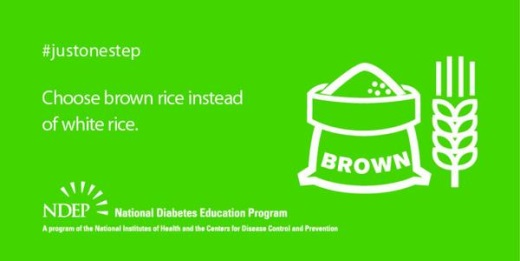 #justonestep
Choose brown rice instead
of white rice.
BROWN
NDEP National Diabetes Education Program
A program of the National Institutes of Health and the Centers for Disease Control and Prevention